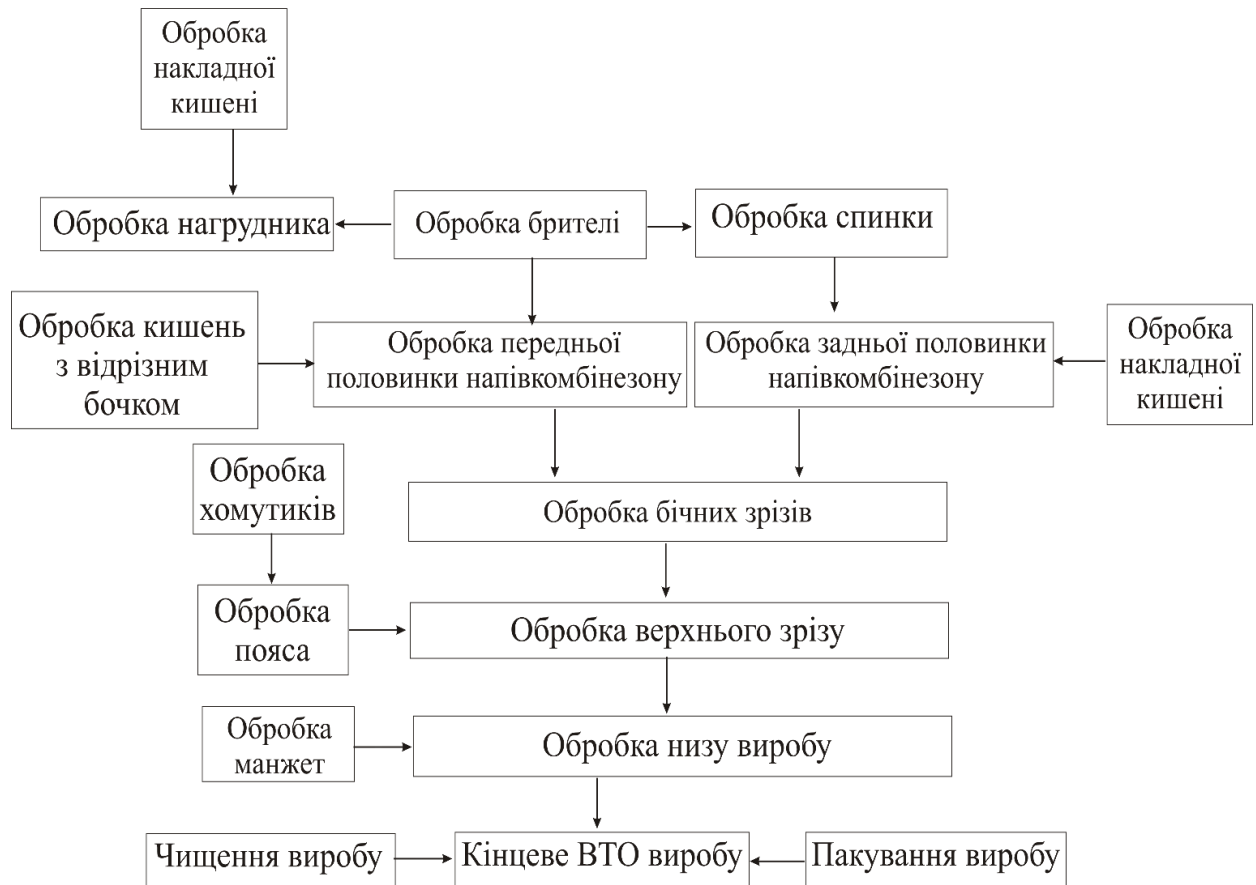 Обробка
накладної
кишені
Обробка нагрудника
Обробка брителі
Обробка спинки
Обробка кишень
з відрізним
бочком
Обробка передньої
половинки напівкомбінезону
Обробка задньої половинки
напівкомбінезону
Обробка
накладної
кишені
Обробка
хомутиків
Обробка бічних зрізів
Обробка
пояса
Обробка верхнього зрізу
Обробка
манжет
Обробка низу виробу
Чищення виробу
Кінцеве ВТО виробу
Пакування виробу